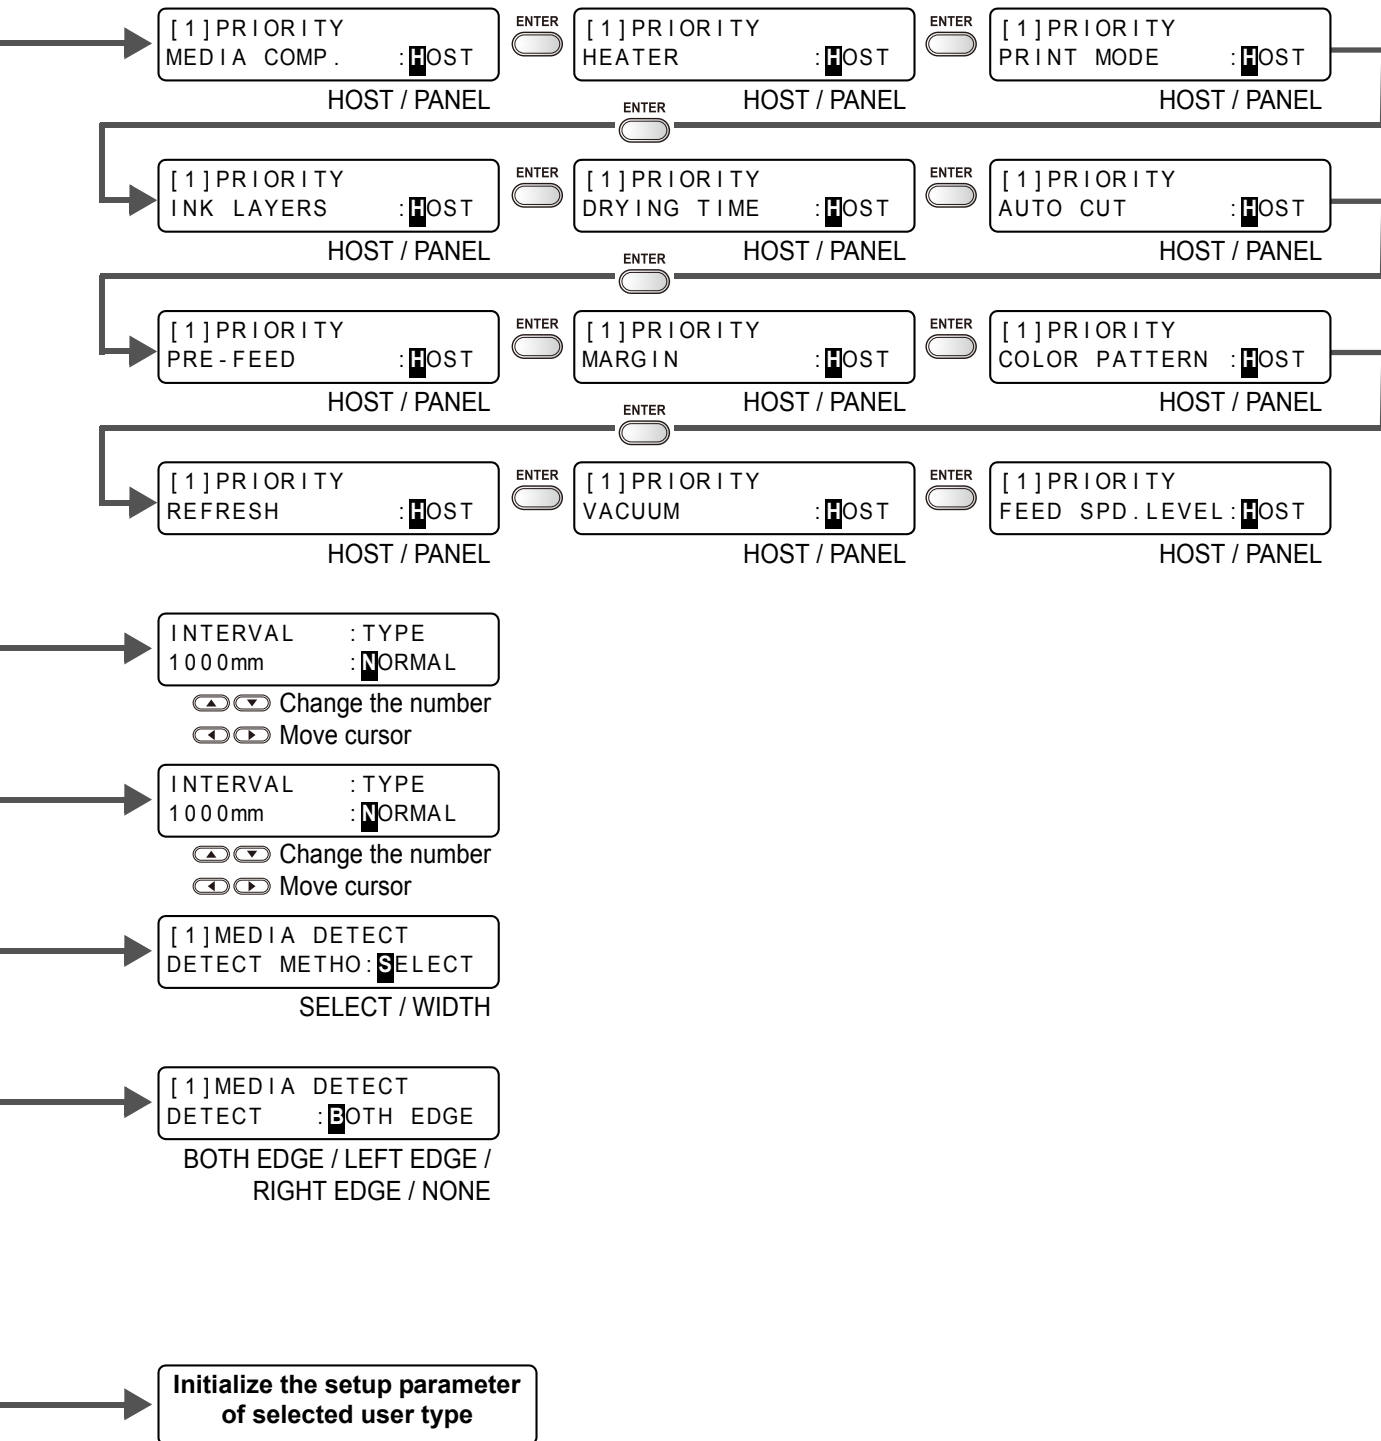 [1]PRIORITY
MEDIA COMP. :HOST
HOST / PANEL
ENTER
[1]PRIORITY
HEATER :HOST
HOST / PANEL
ENTER
[1]PRIORITY
PRINT MODE :HOST
HOST / PANEL
ENTER
[1]PRIORITY
INK LAYERS :HOST
HOST / PANEL
ENTER
[1]PRIORITY
DRYING TIME :HOST
HOST / PANEL
ENTER
[1]PRIORITY
AUTO CUT :HOST
HOST / PANEL
ENTER
[1]PRIORITY
PRE-FEED :HOST
HOST / PANEL
ENTER
[1]PRIORITY
MARGIN :HOST
HOST / PANEL
ENTER
[1]PRIORITY
COLOR PATTERN :HOST
HOST / PANEL
ENTER
[1]PRIORITY
REFRESH :HOST
HOST / PANEL
ENTER
[1]PRIORITY
VACUUM :HOST
HOST / PANEL
ENTER
[1]PRIORITY
FEED SPD.LEVEL:HOST
HOST / PANEL
INTERVAL :TYPE
1000mm :NORMAL
Change the number
Move cursor
INTERVAL :TYPE
1000mm :NORMAL
Change the number
Move cursor
[1]MEDIA DETECT
DETECT METHO:SELECT
SELECT / WIDTH
[1]MEDIA DETECT
DETECT :BOTH EDGE
BOTH EDGE / LEFT EDGE /
RIGHT EDGE / NONE
Initialize the setup parameter
of selected user type